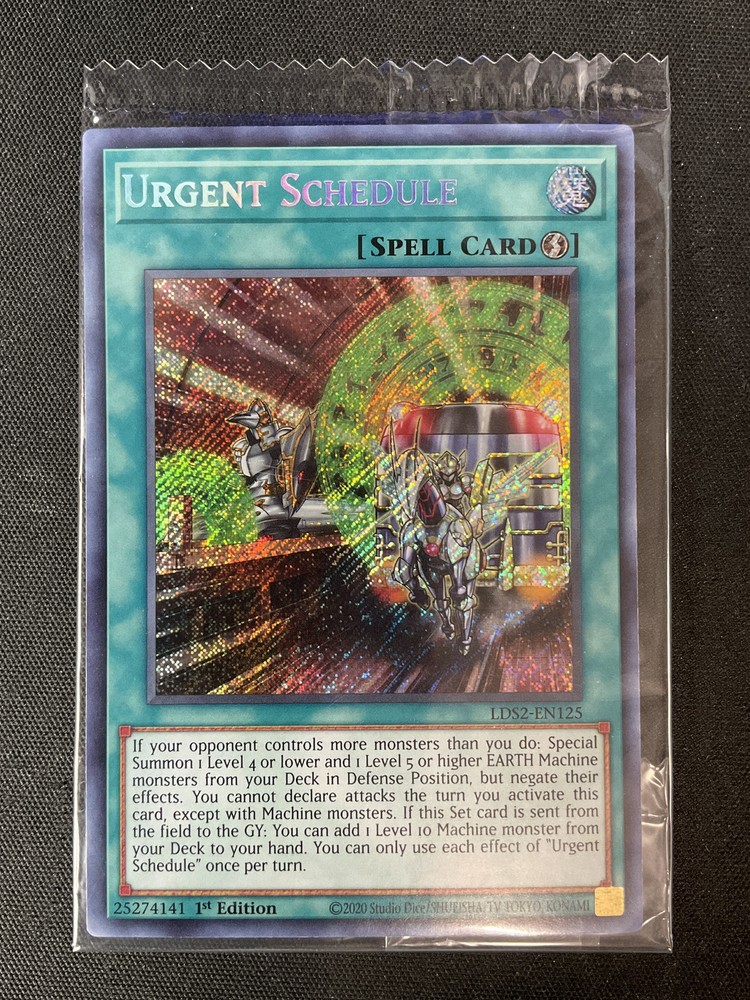 URGENT SCHEDULE
魔
[SPELL CARD]
LDS2-EN125
If your opponent controls more monsters than you do: Special
Summon 1 Level 4 or lower and 1 Level 5 or higher EARTH Machine
monsters from your Deck in Defense Position, but negate their
effects. You cannot declare attacks the turn you activate this
card, except with Machine monsters. If this Set card is sent from
the field to the GY: You can add 1 Level 10 Machine monster from
your Deck to your hand. You can only use each effect of "Urgent
Schedule" once per turn.
25274141 1st Edition ©2020 Studio Dice/SHUEISHA, TV TOKYO, KONAMI